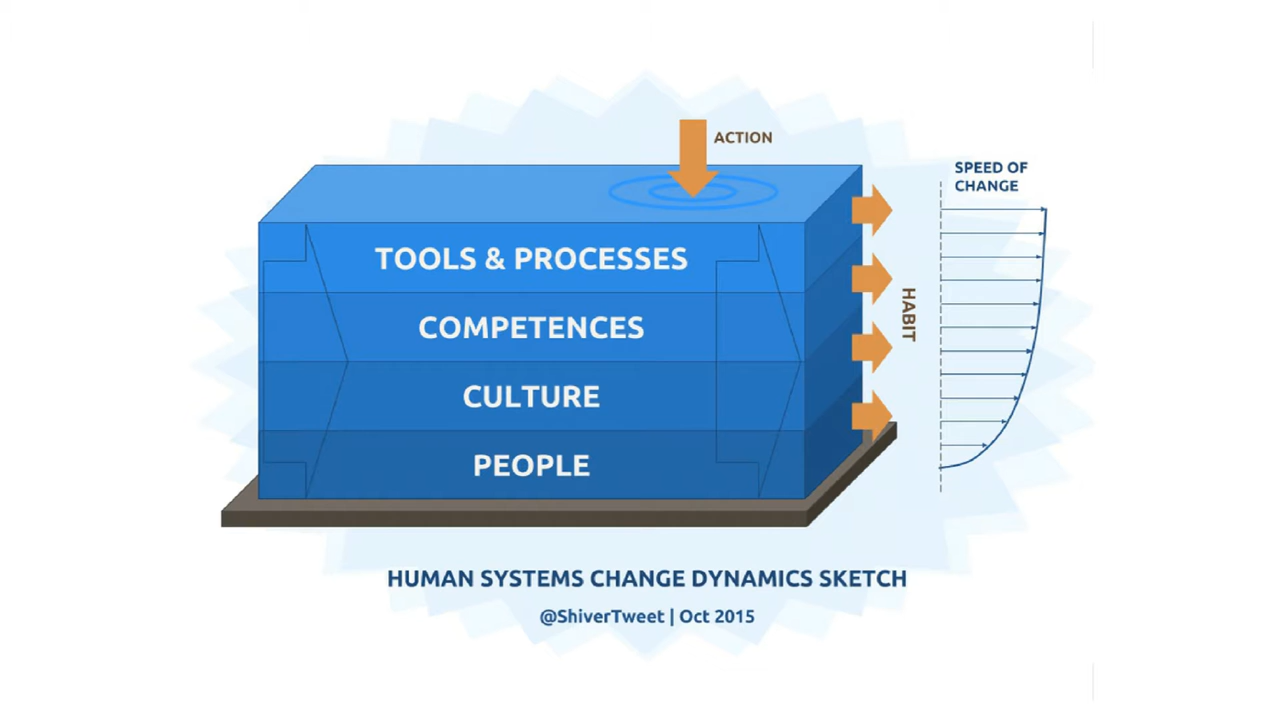 ACTION
SPEED OF
CHANGE
TOOLS & PROCESSES
COMPETENCES
HABIT
CULTURE
PEOPLE
HUMAN SYSTEMS CHANGE DYNAMICS SKETCH
@ShiverTweet | Oct 2015